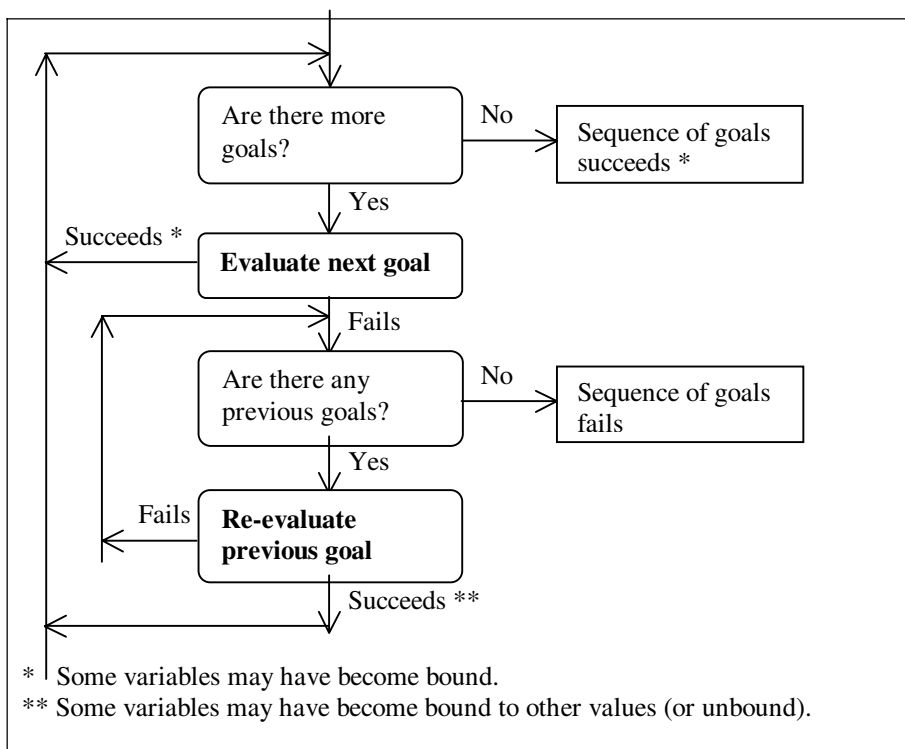 Are there more
goals?
No
Sequence of goals
succeeds *
Yes
Succeeds *
Evaluate next goal
Fails
Are there any
previous goals?
No
Sequence of goals
fails
Yes
Fails
Re-evaluate
previous goal
Succeeds **
* Some variables may have become bound.
** Some variables may have become bound to other values (or unbound).